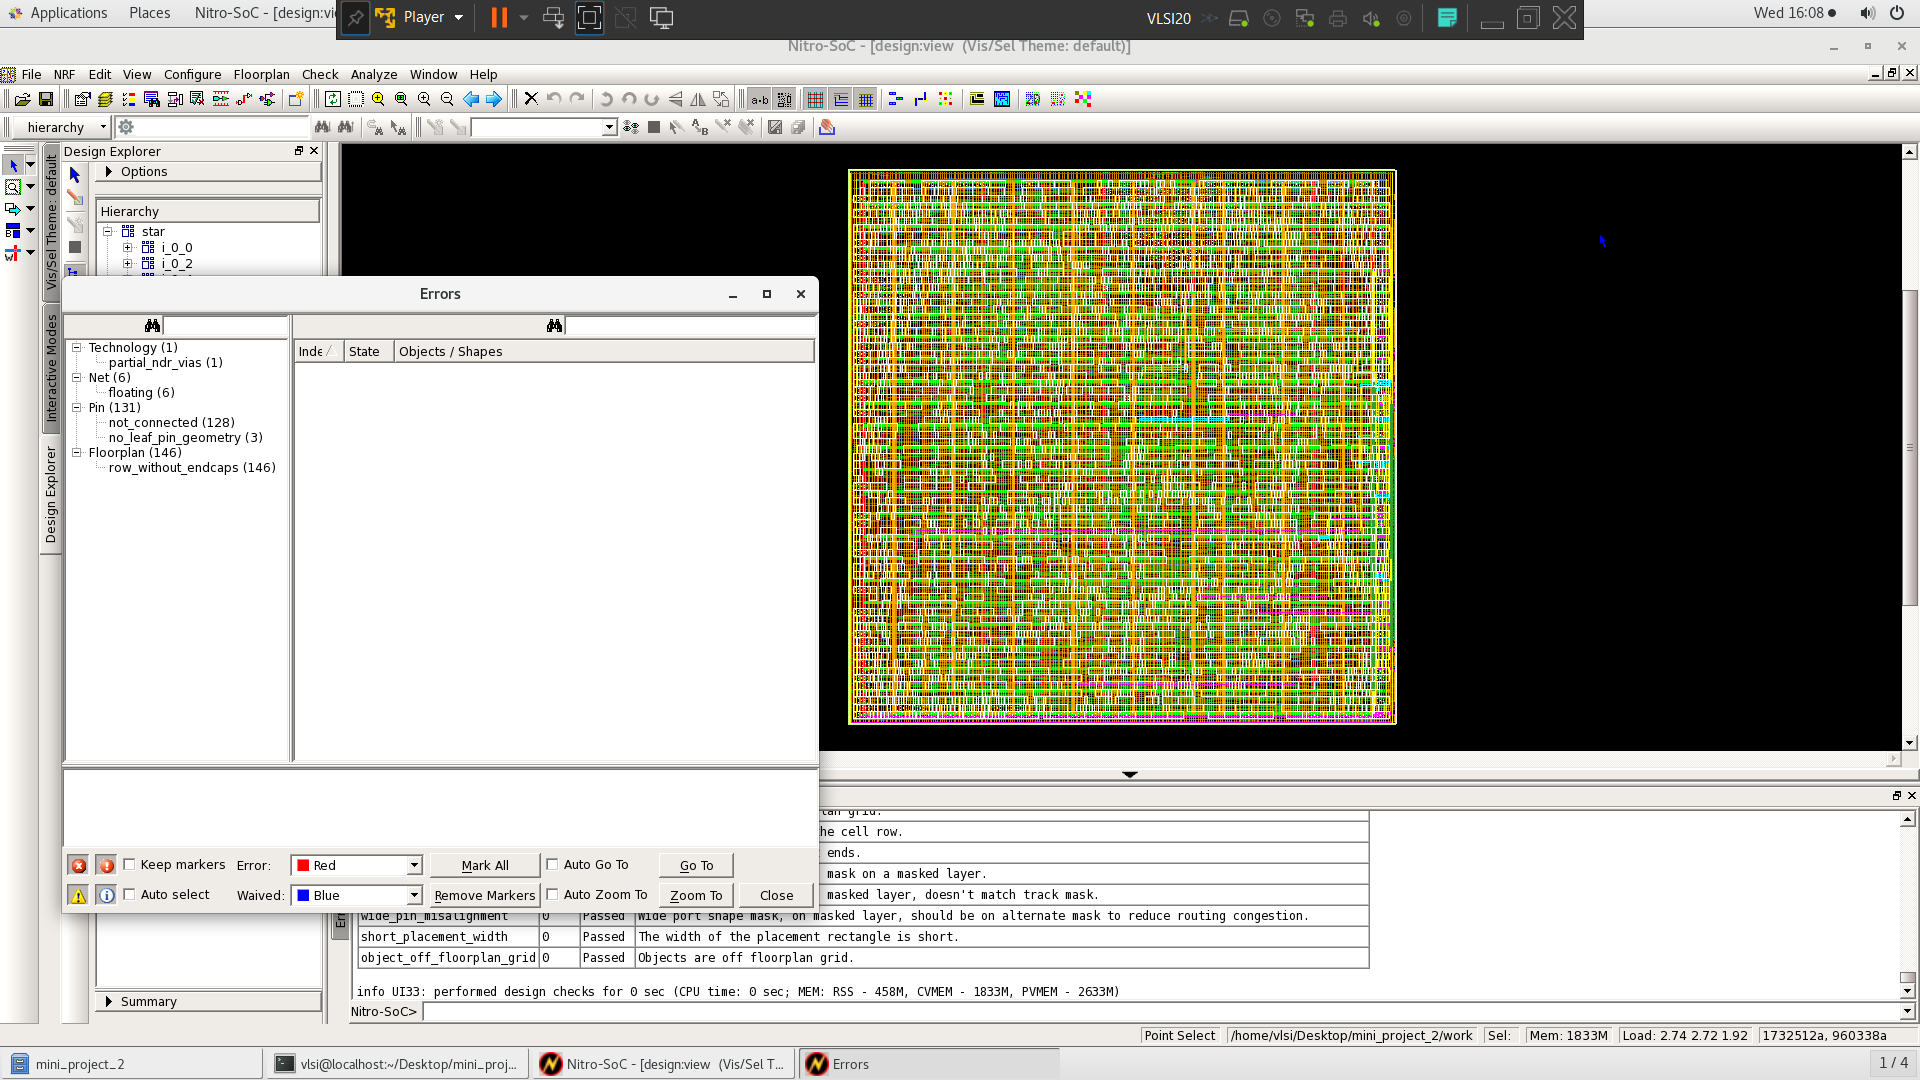 Applications Places Nitro-SoC - [design:vi
Player
VLSI20
Wed 16:08
Nitro-SoC - [design:view (Vis/Sel Theme: default)]
File NRF Edit View Configure Floorplan Check Analyze Window Help
a•b
hierarchy
Vis/Sel Theme: default
Interactive Modes
Design Explorer
Design Explorer
Options
Hierarchy
star
i_0_0
i_0_2
Errors
Technology (1)
partial_ndr_vias (1)
Net (6)
floating (6)
Pin (131)
not_connected (128)
no_leaf_pin_geometry (3)
Floorplan (146)
row_without_endcaps (146)
Inde State Objects / Shapes
Keep markers Error: Red Mark All Auto Go To Go To
Auto select Waived: Blue Remove Markers Auto Zoom To Zoom To Close
lan grid.
he cell row.
ends.
mask on a masked layer.
masked layer, doesn't match track mask.
wide_pin_misalignment 0 Passed Wide port shape mask, on masked layer, should be on alternate mask to reduce routing congestion.
short_placement_width 0 Passed The width of the placement rectangle is short.
object_off_floorplan_grid 0 Passed Objects are off floorplan grid.
info UI33: performed design checks for 0 sec (CPU time: 0 sec; MEM: RSS - 458M, CVMEM - 1833M, PVMEM - 2633M)
Summary
Nitro-SoC>
Point Select /home/vlsi/Desktop/mini_project_2/work Sel: Mem: 1833M Load: 2.74 2.72 1.92 1732512a, 960338a
mini_project_2 vlsi@localhost:~/Desktop/mini_proj... Nitro-SoC - [design:view (Vis/Sel T... Errors 1 / 4